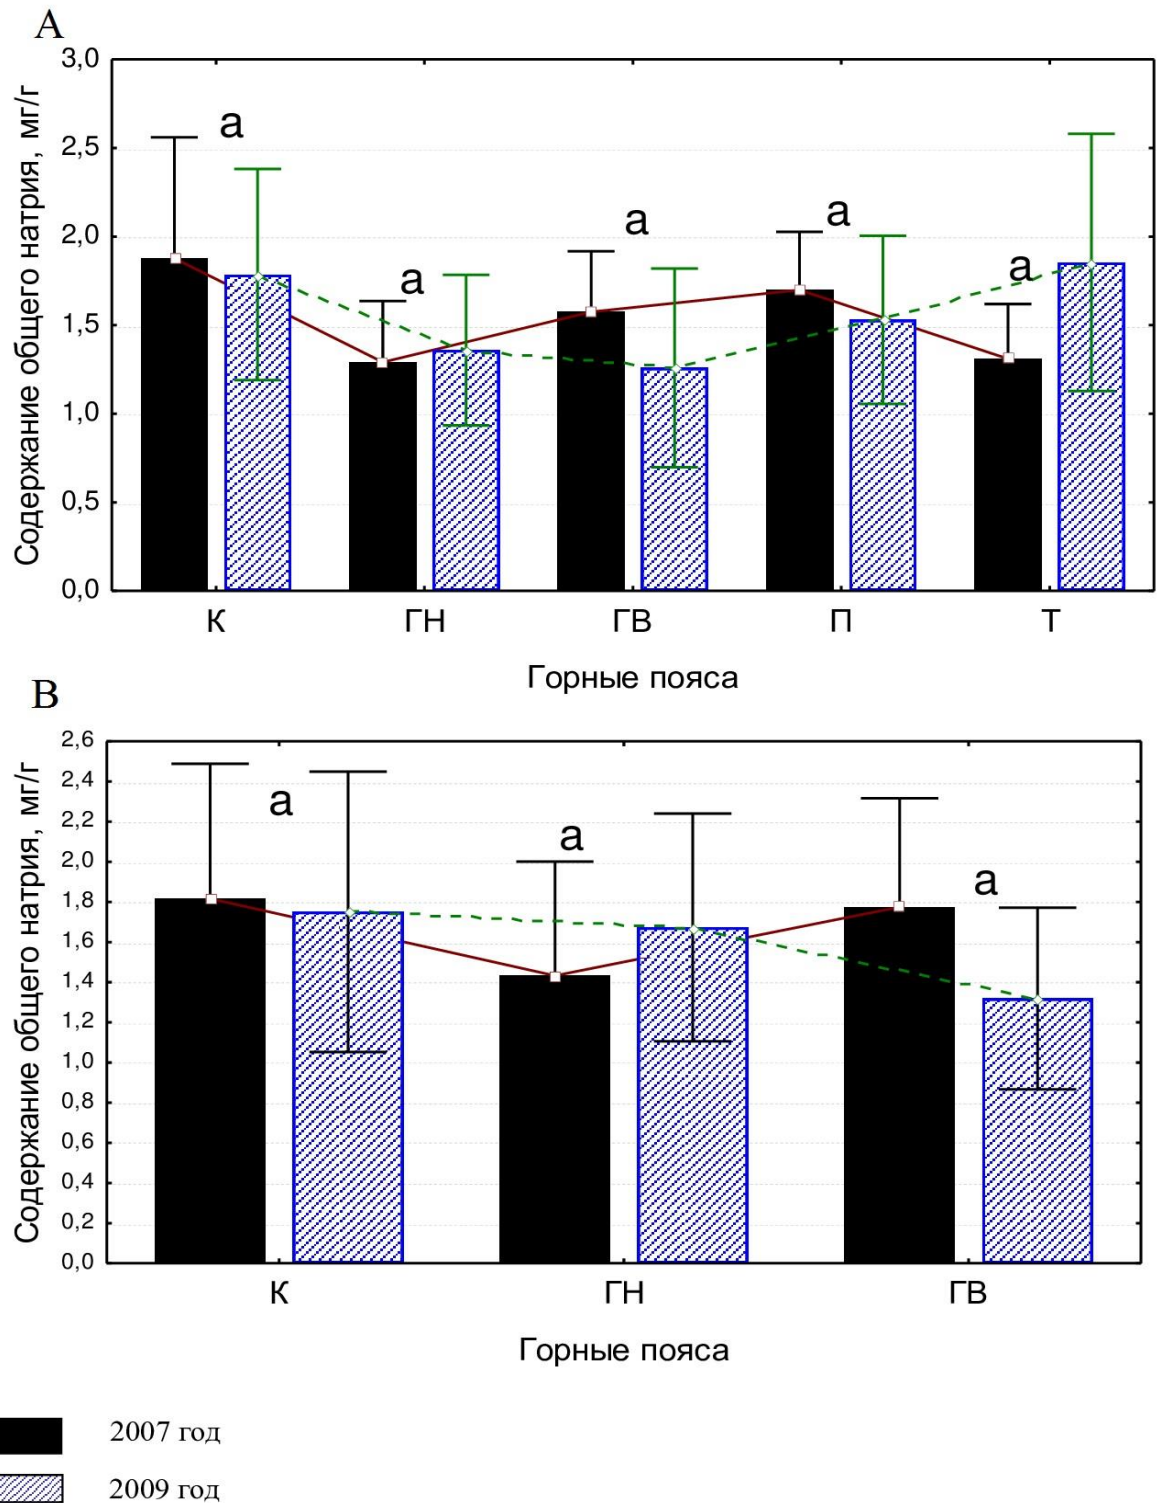 A
Содержание общего натрия, мг/г
3,0
2,5
2,0
1,5
1,0
0,5
0,0
а
а
а
а
а
К ГН ГВ П Т
Горные пояса
B
Содержание общего натрия, мг/г
2,6
2,4
2,2
2,0
1,8
1,6
1,4
1,2
1,0
0,8
0,6
0,4
0,2
0,0
а
а
а
К ГН ГВ
Горные пояса
2007 год
2009 год